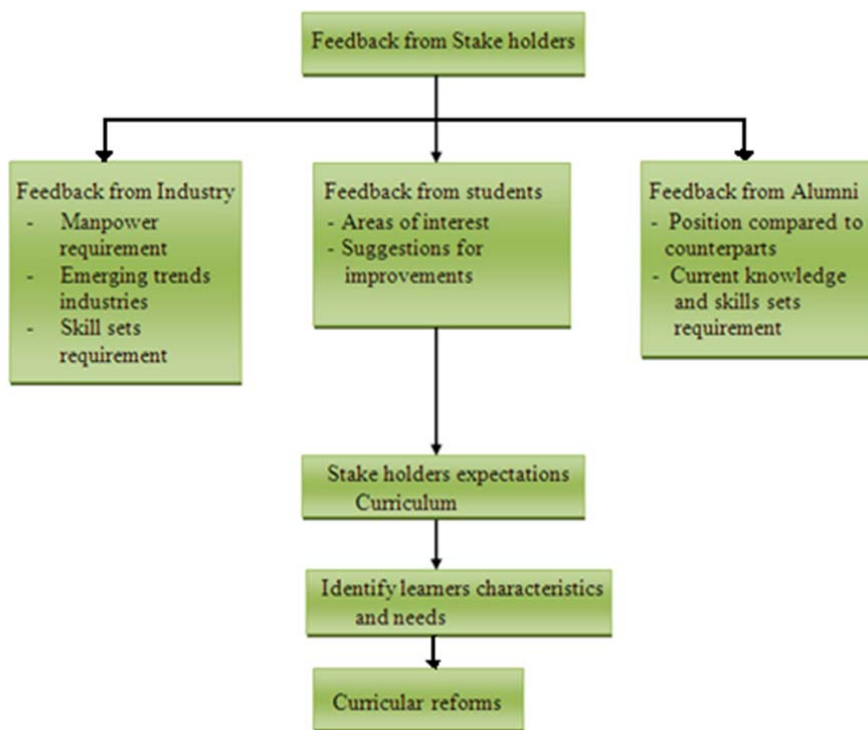 Feedback from Stake holders
Feedback from Industry
- Manpower
requirement
- Emerging trends
industries
- Skill sets
requirement
Feedback from students
- Areas of interest
- Suggestions for
improvements
Feedback from Alumni
- Position compared to
counterparts
- Current knowledge
and skills sets
requirement
Stake holders expectations
Curriculum
Identify learners characteristics
and needs
Curricular reforms